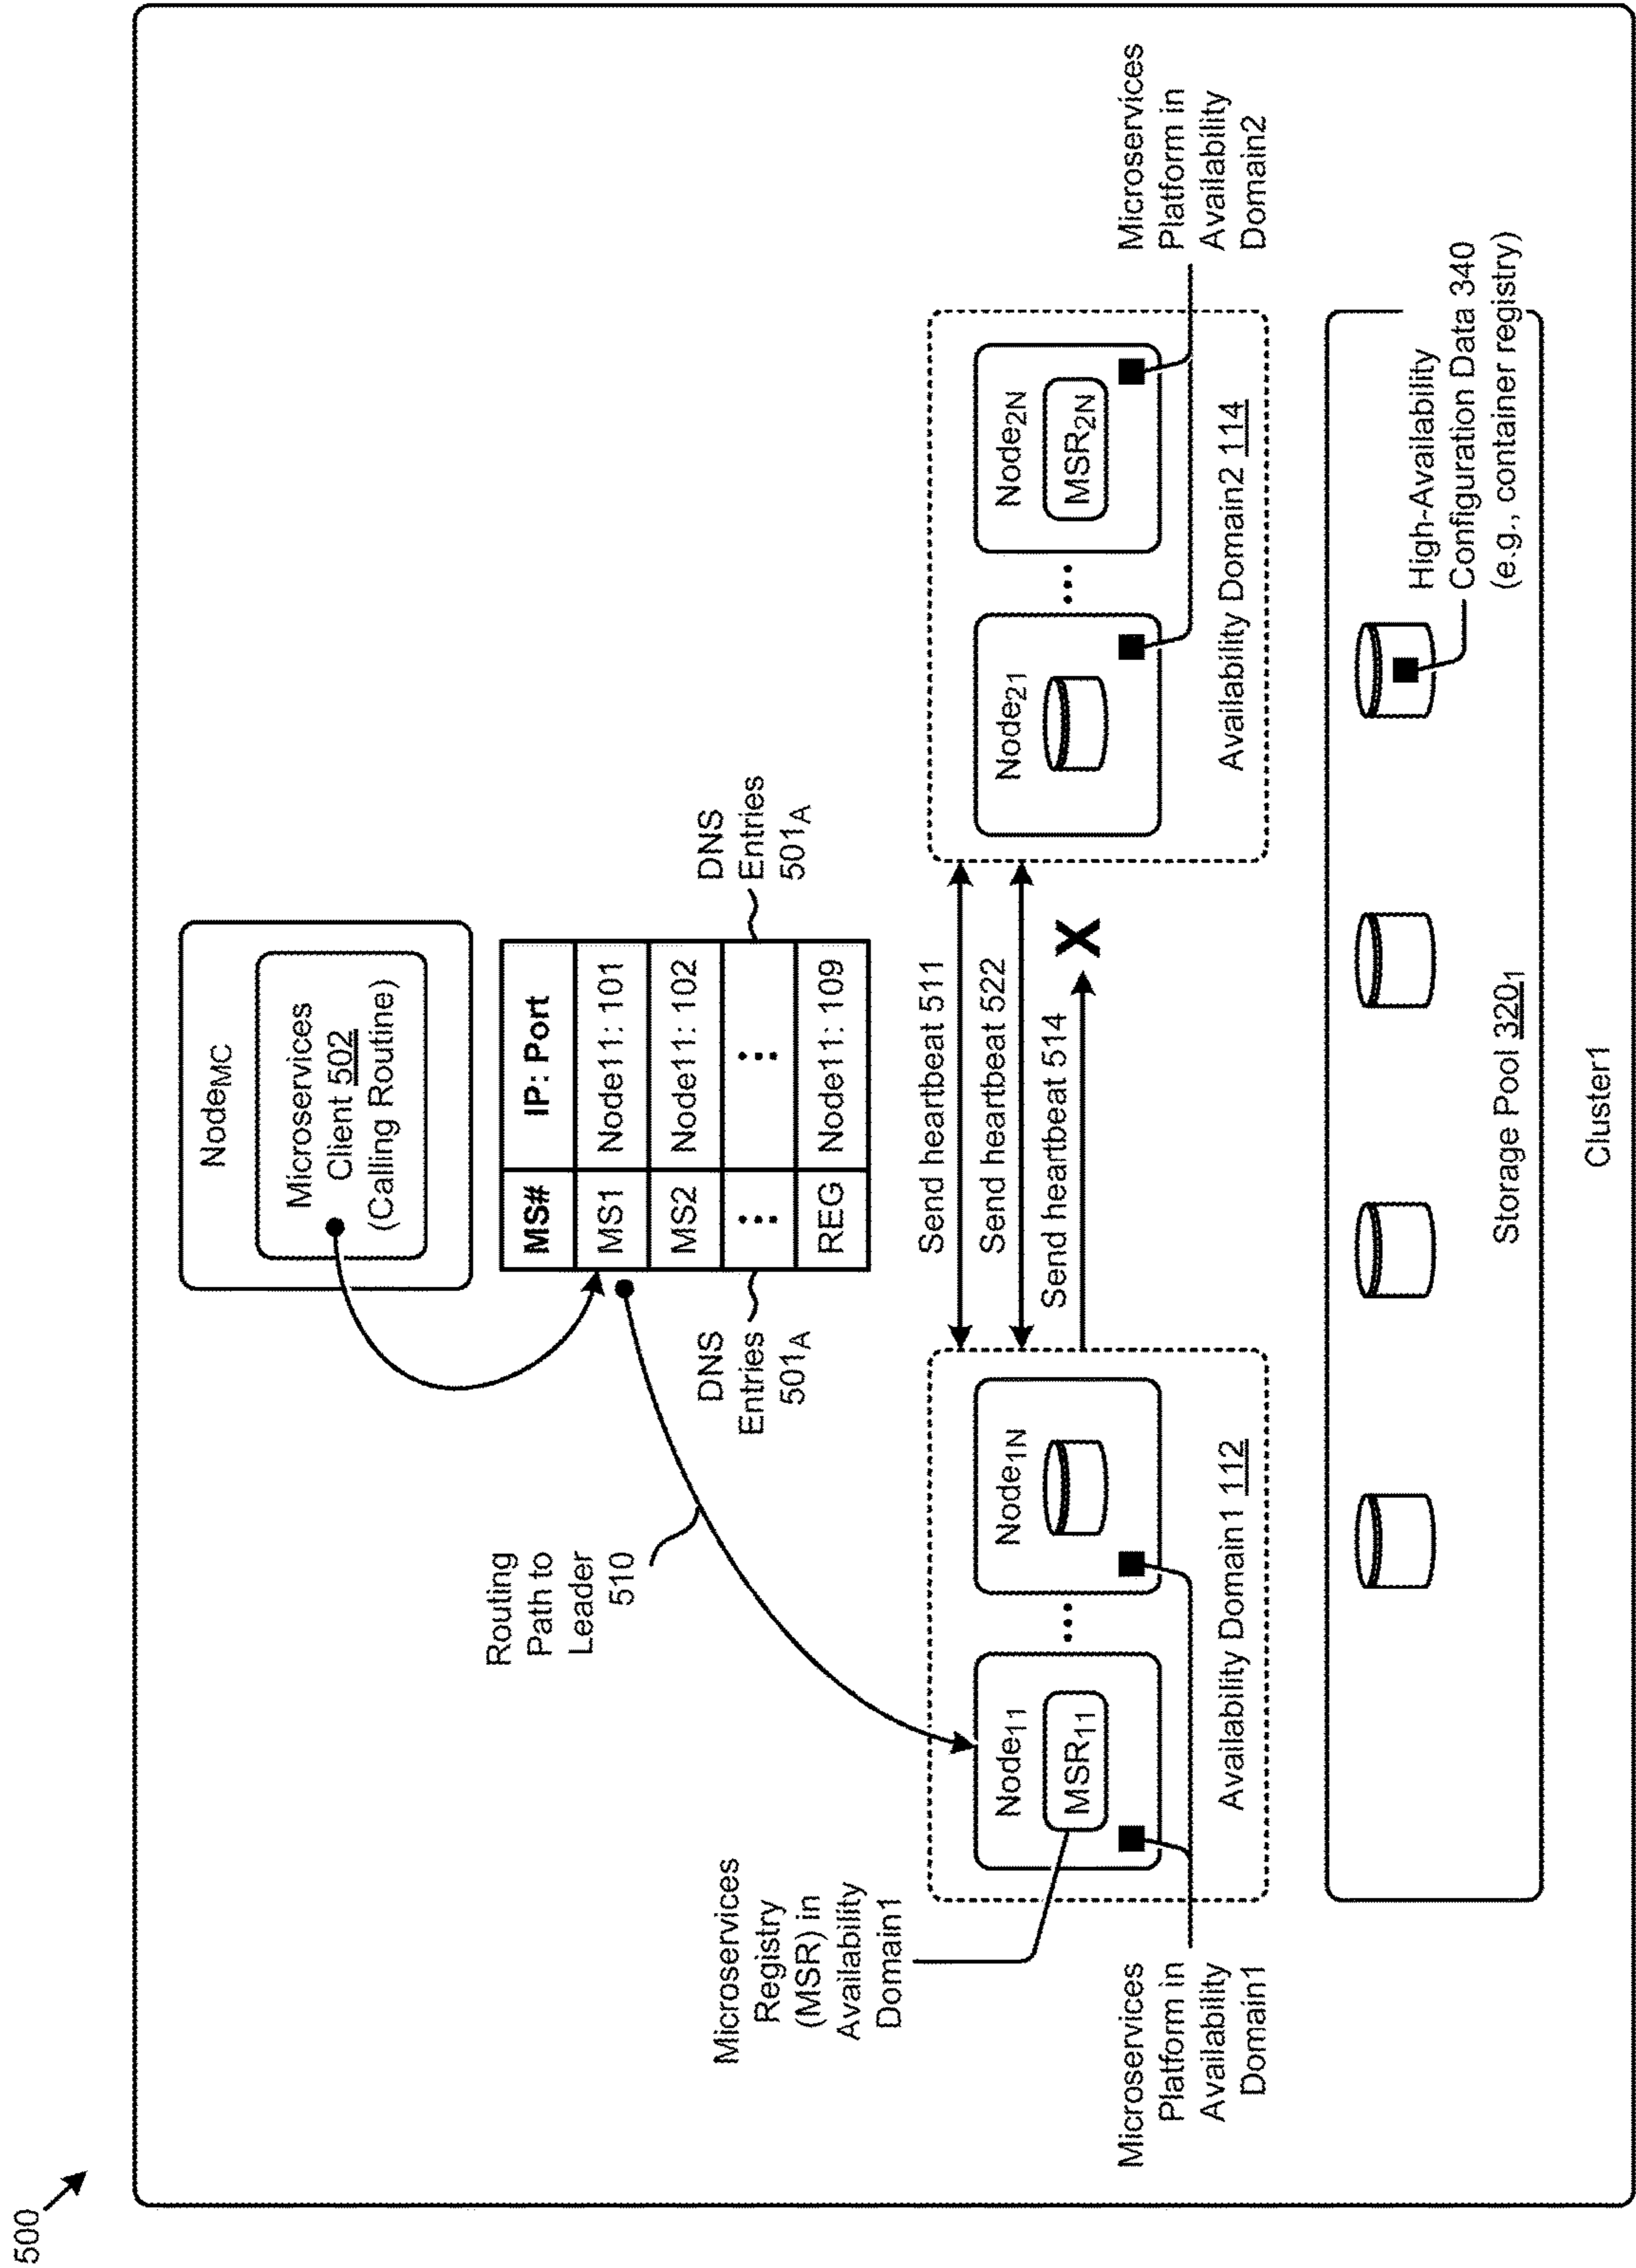 500
Node_MC
Microservices
Client 502
(Calling Routine)
MS# IP: Port
MS1 Node11: 101
MS2 Node11: 102
⋮ ⋮
REG Node11: 109
DNS
Entries
501_A
DNS
Entries
501_A
Routing
Path to
Leader
510
Microservices
Registry
(MSR) in
Availability
Domain1
Send heartbeat 511
Send heartbeat 522
Send heartbeat 514
X
Node_11
MSR_11
...
Node_1N
Availability Domain1 112
Node_21
...
Node_2N
MSR_2N
Availability Domain2 114
Microservices
Platform in
Availability
Domain1
Microservices
Platform in
Availability
Domain2
High-Availability
Configuration Data 340
(e.g., container registry)
Storage Pool 320_1
Cluster1